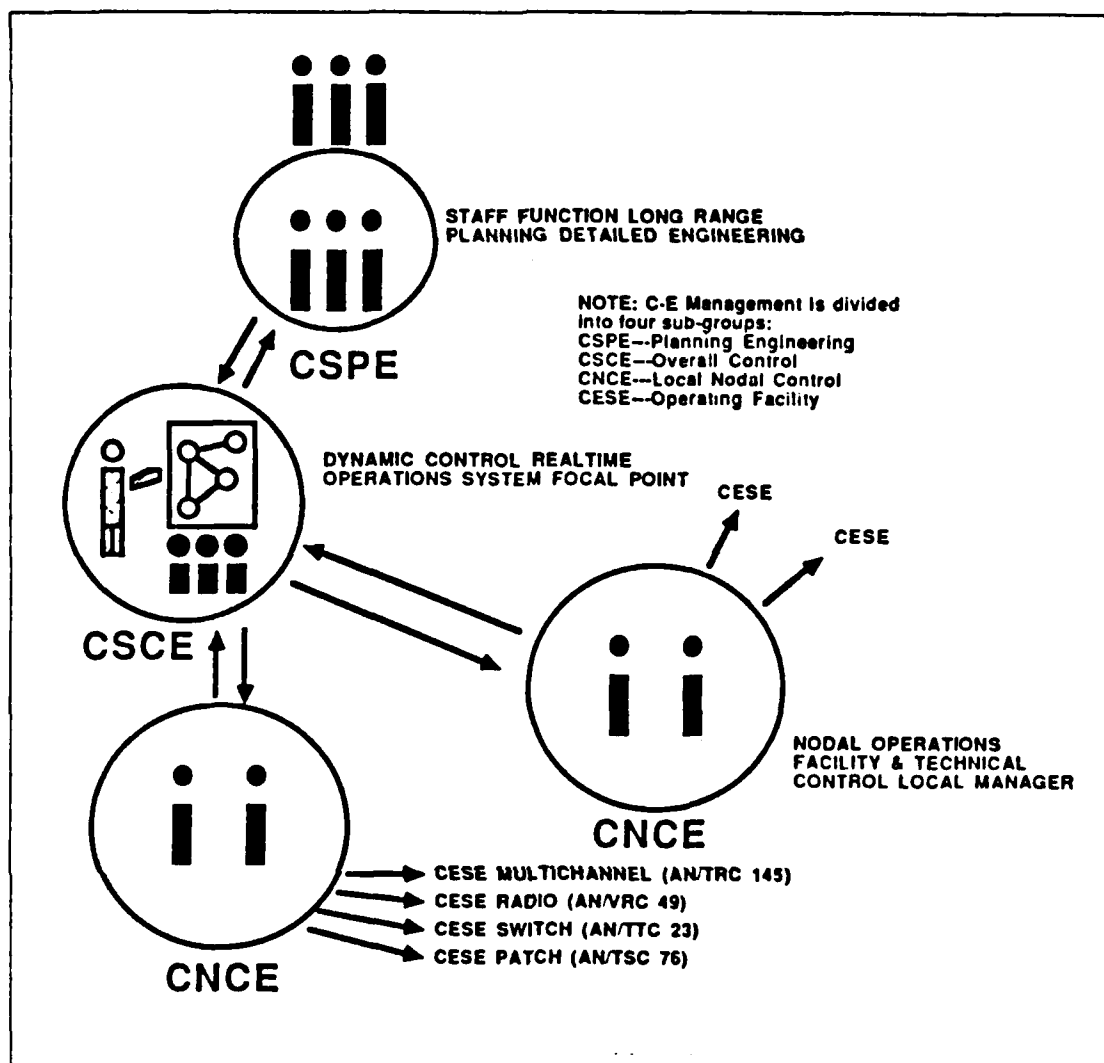 STAFF FUNCTION LONG RANGE
PLANNING DETAILED ENGINEERING
NOTE: C-E Management is divided
into four sub-groups:
CSPE---Planning Engineering
CSCE---Overall Control
CNCE---Local Nodal Control
CESE---Operating Facility
CSPE
DYNAMIC CONTROL REALTIME
OPERATIONS SYSTEM FOCAL POINT
CESE
CESE
CSCE
NODAL OPERATIONS
FACILITY & TECHNICAL
CONTROL LOCAL MANAGER
CNCE
CESE MULTICHANNEL (AN/TRC 145)
CESE RADIO (AN/VRC 49)
CESE SWITCH (AN/TTC 23)
CESE PATCH (AN/TSC 76)
CNCE